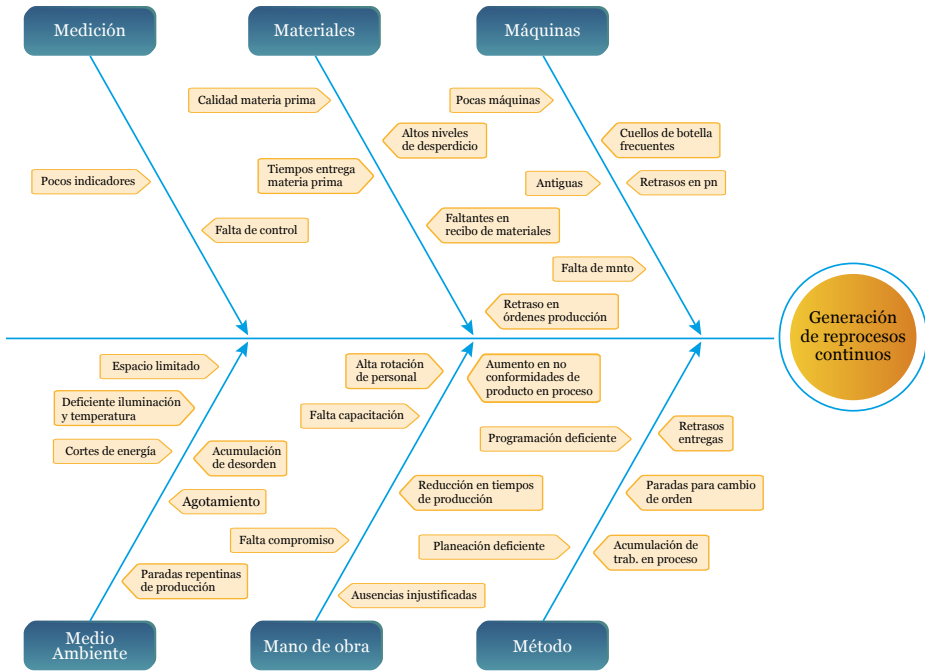 Medición
Materiales
Máquinas
Calidad materia prima
Pocas máquinas
Altos niveles
de desperdicio
Cuellos de botella
frecuentes
Tiempos entrega
materia prima
Pocos indicadores
Antiguas
Retrasos en pn
Falta de control
Faltantes en
recibo de materiales
Falta de mnto
Retraso en
órdenes producción
Generación
de reprocesos
continuos
Espacio limitado
Alta rotación
de personal
Aumento en no
conformidades de
producto en proceso
Deficiente iluminación
y temperatura
Falta capacitación
Programación deficiente
Retrasos
entregas
Cortes de energía
Acumulación
de desorden
Reducción en tiempos
de producción
Paradas para cambio
de orden
Agotamiento
Falta compromiso
Planeación deficiente
Acumulación de
trab. en proceso
Paradas repentinas
de producción
Ausencias injustificadas
Medio
Ambiente
Mano de obra
Método